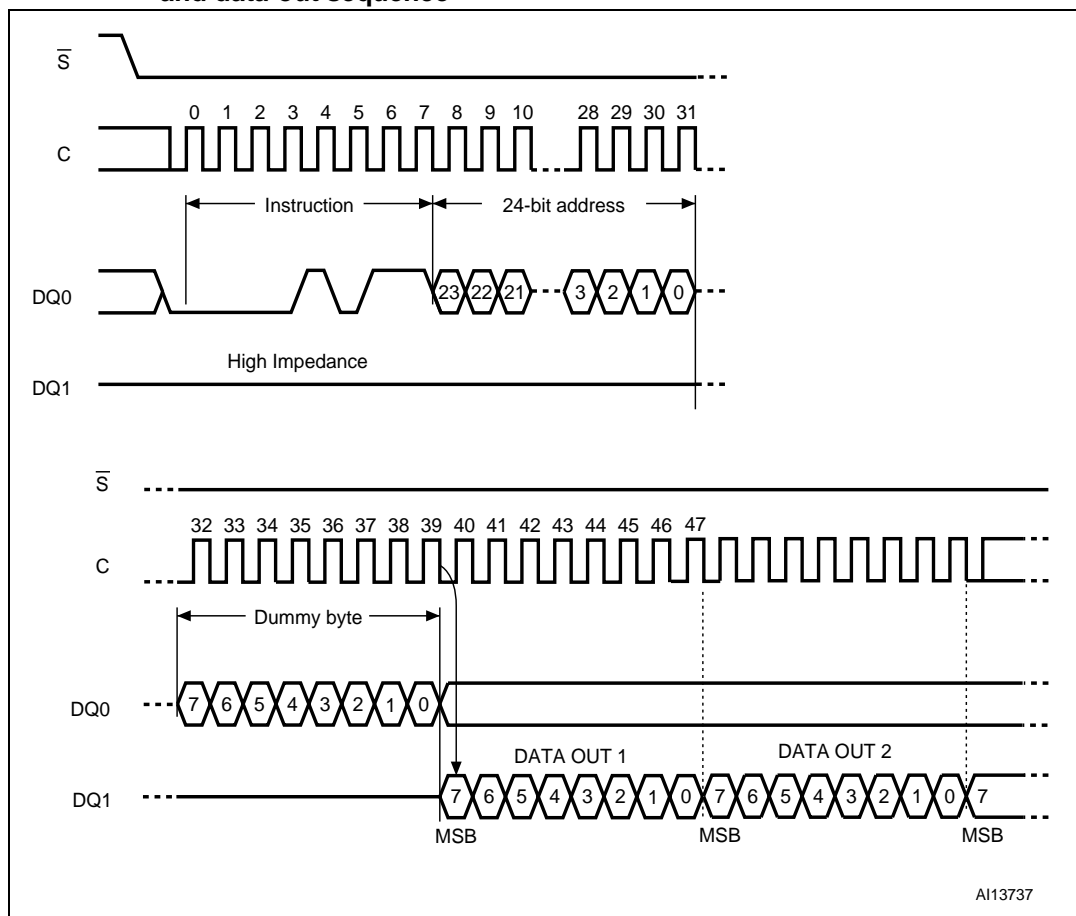 and data-out sequence
S
0 1 2 3 4 5 6 7 8 9 10 28 29 30 31
C
Instruction 24-bit address
DQ0 23 22 21 3 2 1 0
High Impedance
DQ1
S
32 33 34 35 36 37 38 39 40 41 42 43 44 45 46 47
C
Dummy byte
DQ0 7 6 5 4 3 2 1 0
DATA OUT 1 DATA OUT 2
DQ1 7 6 5 4 3 2 1 0 7 6 5 4 3 2 1 0 7
MSB MSB MSB
AI13737